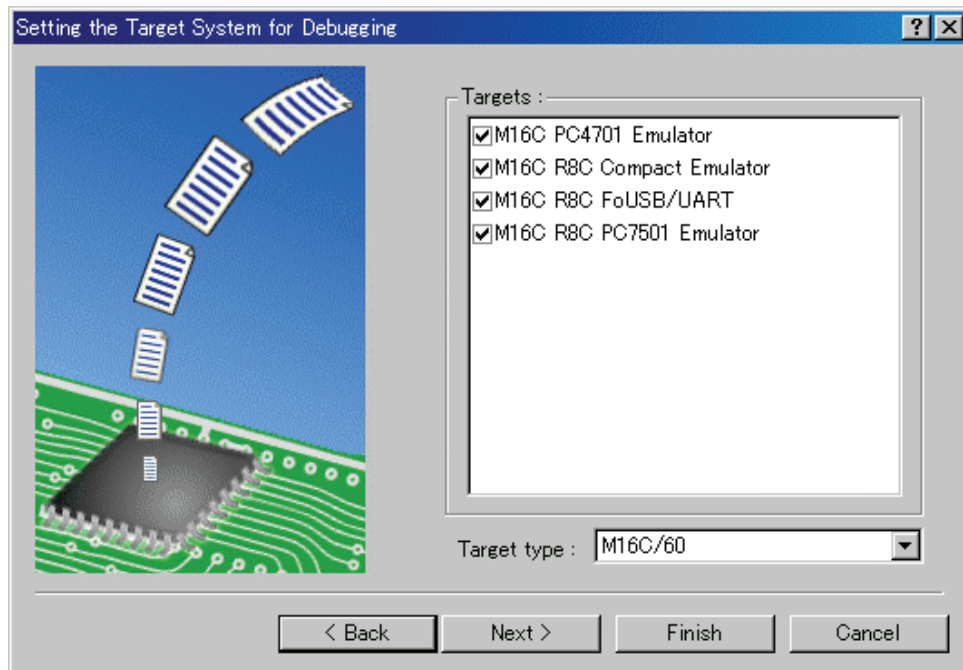 Setting the Target System for Debugging
Targets :
M16C PC4701 Emulator
M16C R8C Compact Emulator
M16C R8C FoUSB/UART
M16C R8C PC7501 Emulator
Target type : M16C/60
< Back Next > Finish Cancel